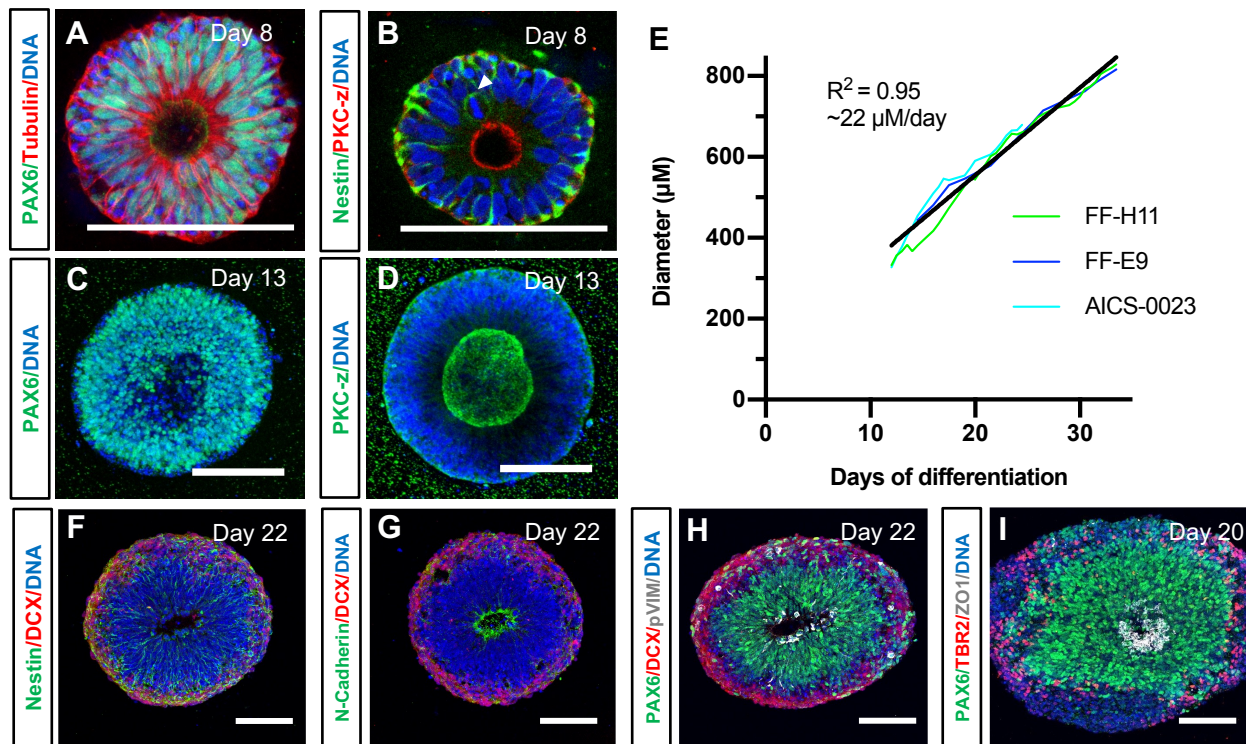 A
Day 8
PAX6/Tubulin/DNA
B
Day 8
Nestin/PKC-z/DNA
C
Day 13
PAX6/DNA
D
Day 13
PKC-z/DNA
E
R2 = 0.95
~22 µM/day
Diameter (µM)
800
600
400
200
0
0
10
20
30
Days of differentiation
FF-H11
FF-E9
AICS-0023
F
Day 22
Nestin/DCX/DNA
G
Day 22
N-Cadherin/DCX/DNA
H
Day 22
PAX6/DCX/pVIM/DNA
I
Day 20
PAX6/TBR2/ZO1/DNA